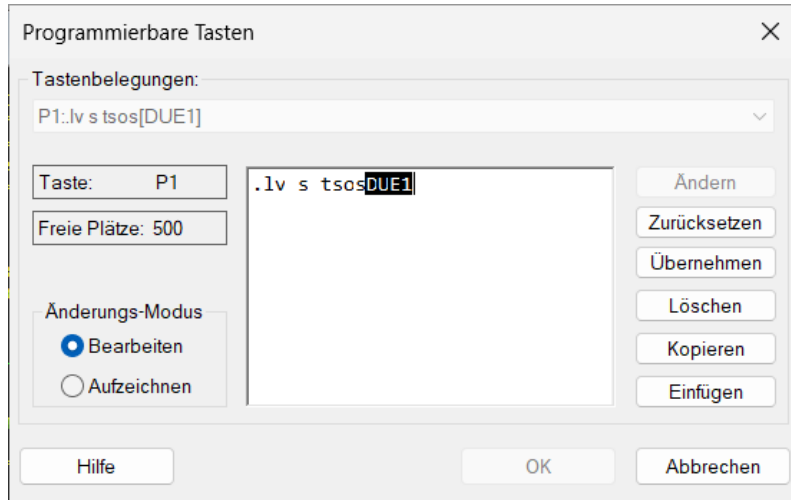 Programmierbare Tasten
Tastenbelegungen:
P1:.lv s tsos[DUE1]
Taste: P1
Freie Plätze: 500
.lv s tsosDUE1
Änderungs-Modus
Bearbeiten
Aufzeichnen
Ändern
Zurücksetzen
Übernehmen
Löschen
Kopieren
Einfügen
Hilfe
OK
Abbrechen